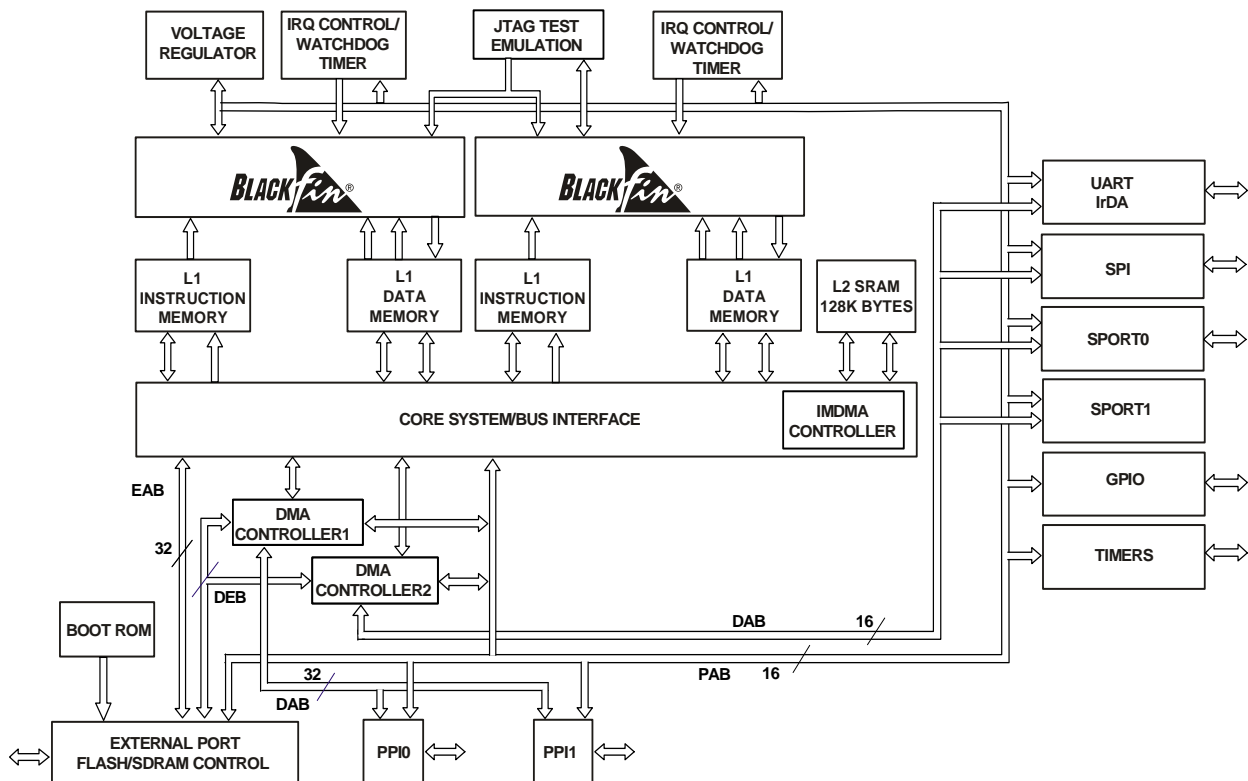 VOLTAGE
REGULATOR
IRQ CONTROL/
WATCHDOG
TIMER
JTAG TEST
EMULATION
IRQ CONTROL/
WATCHDOG
TIMER
BLACKfin®
BLACKfin®
UART
IrDA
L1
INSTRUCTION
MEMORY
L1
DATA
MEMORY
L1
INSTRUCTION
MEMORY
L1
DATA
MEMORY
L2 SRAM
128K BYTES
SPI
SPORT0
CORE SYSTEM/BUS INTERFACE
IMDMA
CONTROLLER
SPORT1
EAB
GPIO
DMA
CONTROLLER1
32
TIMERS
DMA
CONTROLLER2
DEB
BOOT ROM
DAB
16
32
DAB
PAB
16
EXTERNAL PORT
FLASH/SDRAM CONTROL
PPI0
PPI1